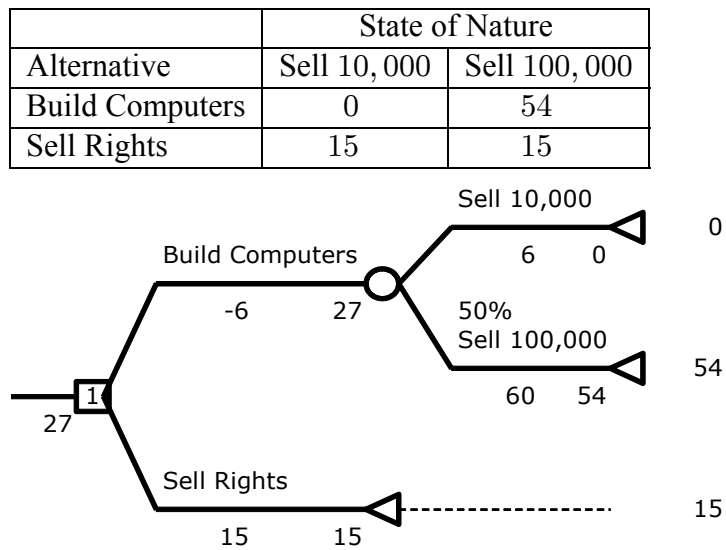 State of Nature
Alternative Sell 10, 000 Sell 100, 000
Build Computers 0 54
Sell Rights 15 15
Sell 10,000
0
Build Computers
6 0
-6 27
50%
Sell 100,000
54
1
60 54
27
Sell Rights
15
15 15